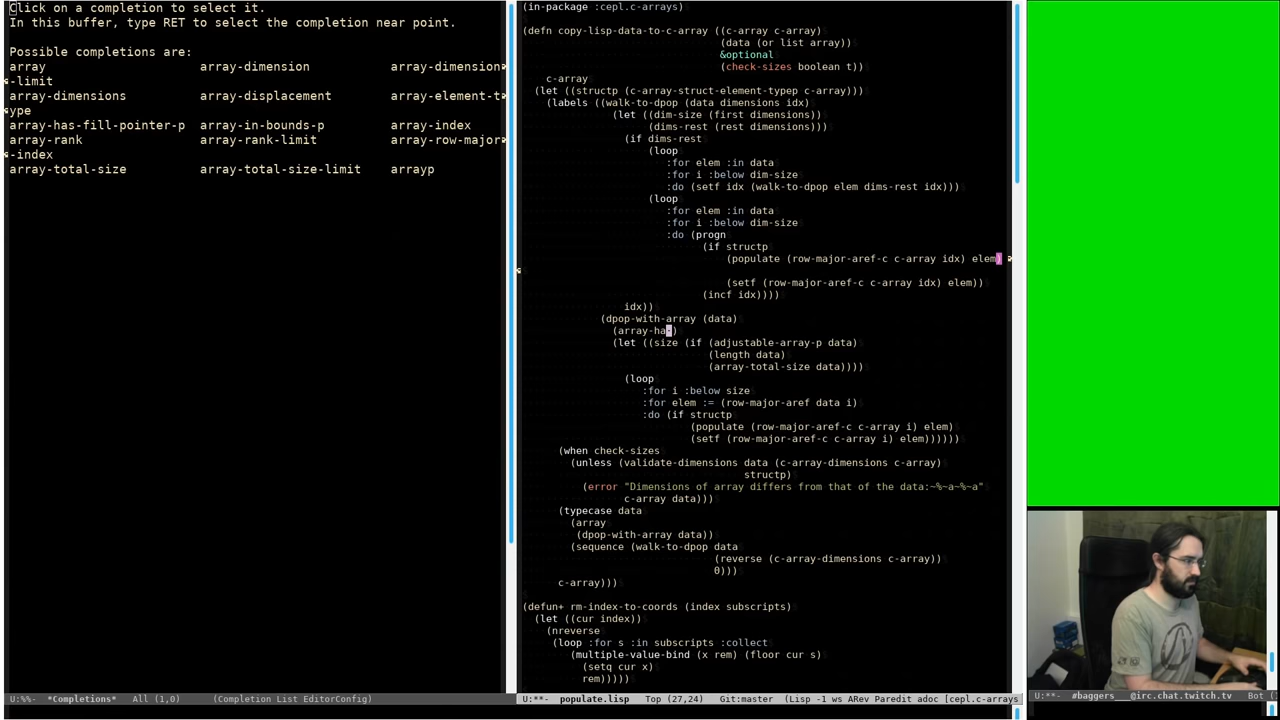 Click on a completion to select it.
In this buffer, type RET to select the completion near point.
Possible completions are:
array array-dimension array-dimension
-limit
array-dimensions array-displacement array-element-t
ype
array-has-fill-pointer-p array-in-bounds-p array-index
array-rank array-rank-limit array-row-major
-index
array-total-size array-total-size-limit arrayp
U:%%- *Completions* All (1,0) (Completion List EditorConfig)
(in-package :cepl.c-arrays)
(defn copy-lisp-data-to-c-array ((c-array c-array)
(data (or list array))
&optional
(check-sizes boolean t))
c-array
(let ((structp (c-array-struct-element-typep c-array)))
(labels ((walk-to-dpop (data dimensions idx)
(let ((dim-size (first dimensions))
(dims-rest (rest dimensions)))
(if dims-rest
(loop
:for elem :in data
:for i :below dim-size
:do (setf idx (walk-to-dpop elem dims-rest idx)))
(loop
:for elem :in data
:for i :below dim-size
:do (progn
(if structp
(populate (row-major-aref-c c-array idx) elem)
(setf (row-major-aref-c c-array idx) elem))
(incf idx))))
idx))
(dpop-with-array (data)
(array-ha-)
(let ((size (if (adjustable-array-p data)
(length data)
(array-total-size data))))
(loop
:for i :below size
:for elem := (row-major-aref data i)
:do (if structp
(populate (row-major-aref-c c-array i) elem)
(setf (row-major-aref-c c-array i) elem))))))
(when check-sizes
(unless (validate-dimensions data (c-array-dimensions c-array)
structp)
(error "Dimensions of array differs from that of the data:~%~a~%~a"
c-array data)))
(typecase data
(array
(dpop-with-array data))
(sequence (walk-to-dpop data
(reverse (c-array-dimensions c-array))
0)))
c-array)))
(defun+ rm-index-to-coords (index subscripts)
(let ((cur index))
(nreverse
(loop :for s :in subscripts :collect
(multiple-value-bind (x rem) (floor cur s)
(setq cur x)
rem)))))
U:**- populate.lisp Top (27,24) Git:master (Lisp -1 ws ARev Paredit adoc [cepl.c-arrays
U:**- #baggers___@irc.chat.twitch.tv Bot (